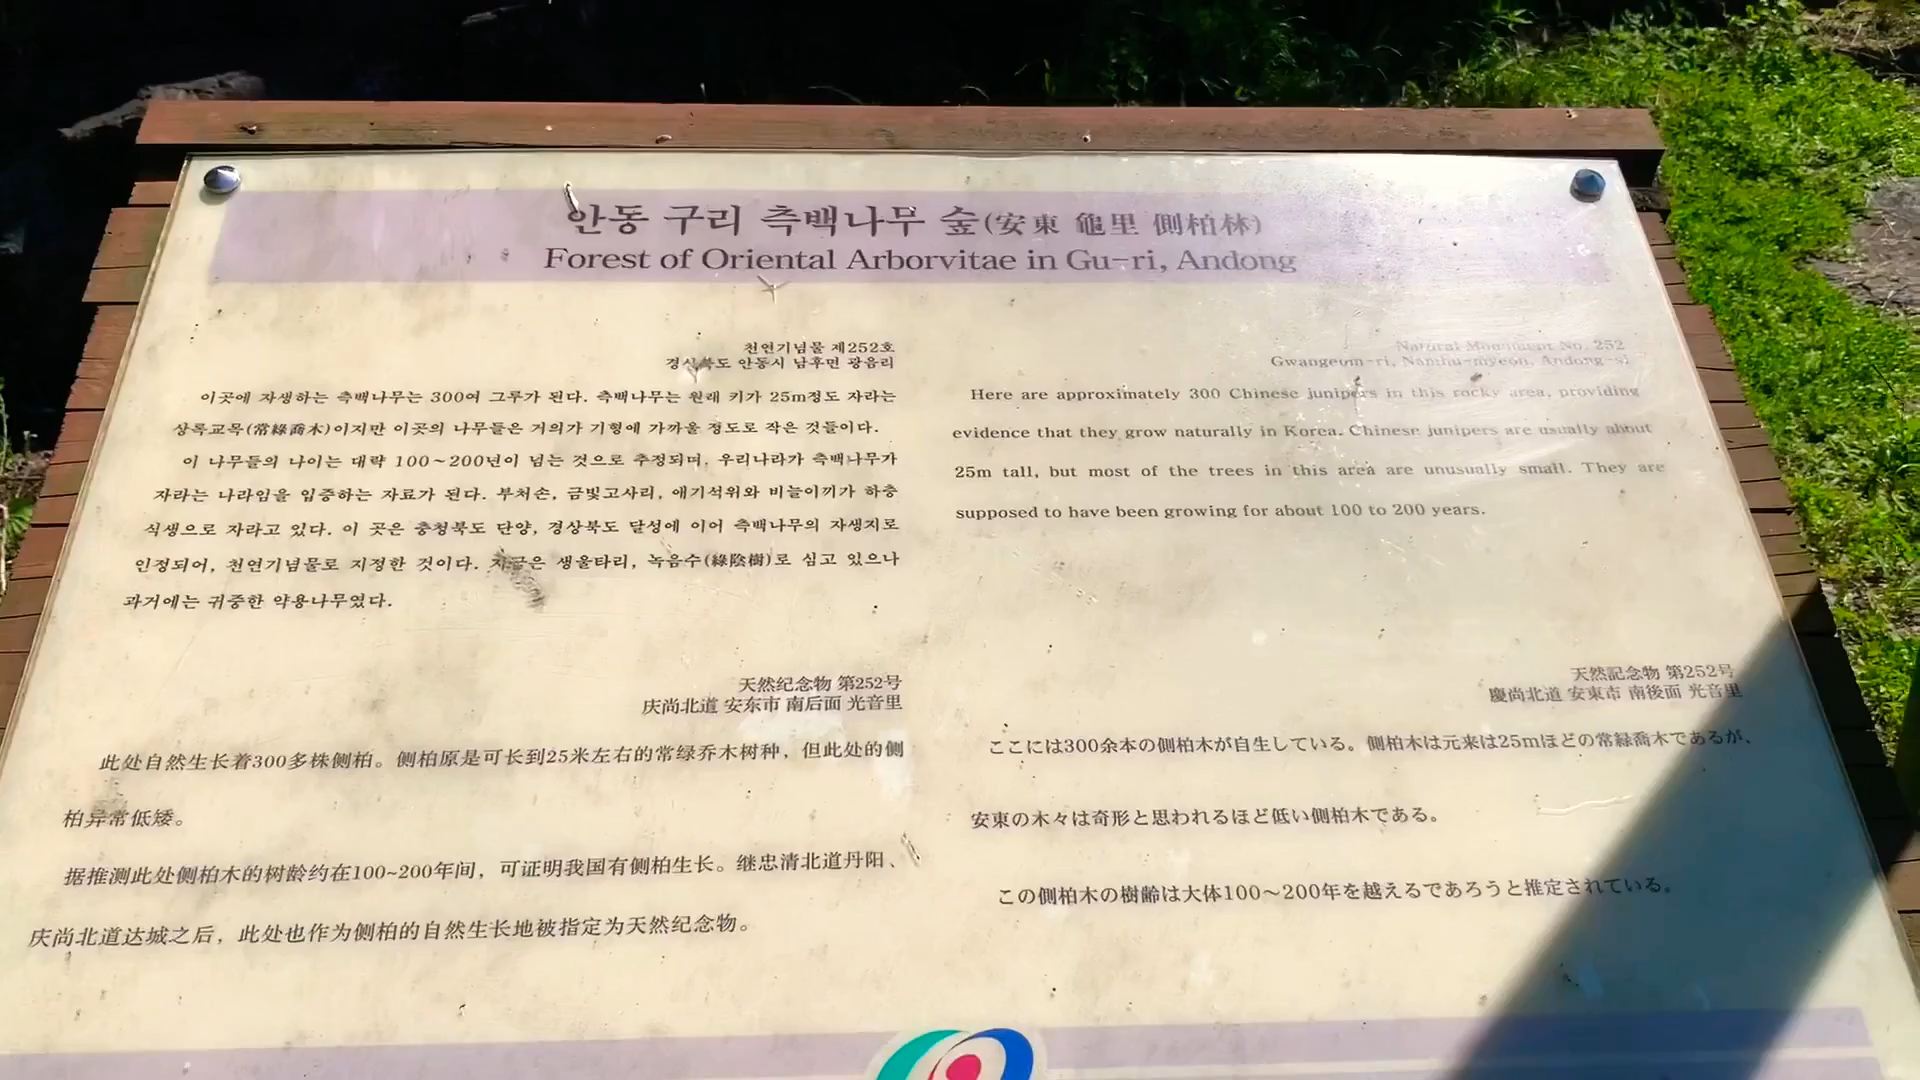 안동 구리 측백나무 숲(安東 龜里 側柏林)
Forest of Oriental Arborvitae in Gu-ri, Andong
천연기념물 제252호
경상북도 안동시 남후면 광음리
이곳에 자생하는 측백나무는 300여 그루가 된다. 측백나무는 원래 키가 25m정도 자라는
상록교목(常綠喬木)이지만 이곳의 나무들은 거의가 기형에 가까울 정도로 작은 것들이다.
이 나무들의 나이는 대략 100~200년이 넘는 것으로 추정되며, 우리나라가 측백나무가
자라는 나라임을 입증하는 자료가 된다. 부처손, 금빛고사리, 애기석위와 비늘이끼가 하층
식생으로 자라고 있다. 이 곳은 충청북도 단양, 경상북도 달성에 이어 측백나무의 자생지로
인정되어, 천연기념물로 지정한 것이다. 지금은 생울타리, 녹음수(綠陰樹)로 심고 있으나
과거에는 귀중한 약용나무였다.
Natural Monument No. 252
Gwangeum-ri, Namhu-myeon, Andong-si
Here are approximately 300 Chinese junipers in this rocky area, providing
evidence that they grow naturally in Korea. Chinese junipers are usually about
25m tall, but most of the trees in this area are unusually small. They are
supposed to have been growing for about 100 to 200 years.
天然纪念物 第252号
庆尚北道 安东市 南后面 光音里
此处自然生长着300多株侧柏。侧柏原是可长到25米左右的常绿乔木树种，但此处的侧
柏异常低矮。
据推测此处侧柏木的树龄约在100~200年间，可证明我国有侧柏生长。继忠清北道丹阳、
庆尚北道达城之后，此处也作为侧柏的自然生长地被指定为天然纪念物。
天然記念物 第252号
慶尚北道 安東市 南後面 光音里
ここには300余本の側柏木が自生している。側柏木は元来は25mほどの常緑喬木であるが、
安東の木々は奇形と思われるほど低い側柏木である。
この側柏木の樹齢は大体100～200年を越えるであろうと推定されている。